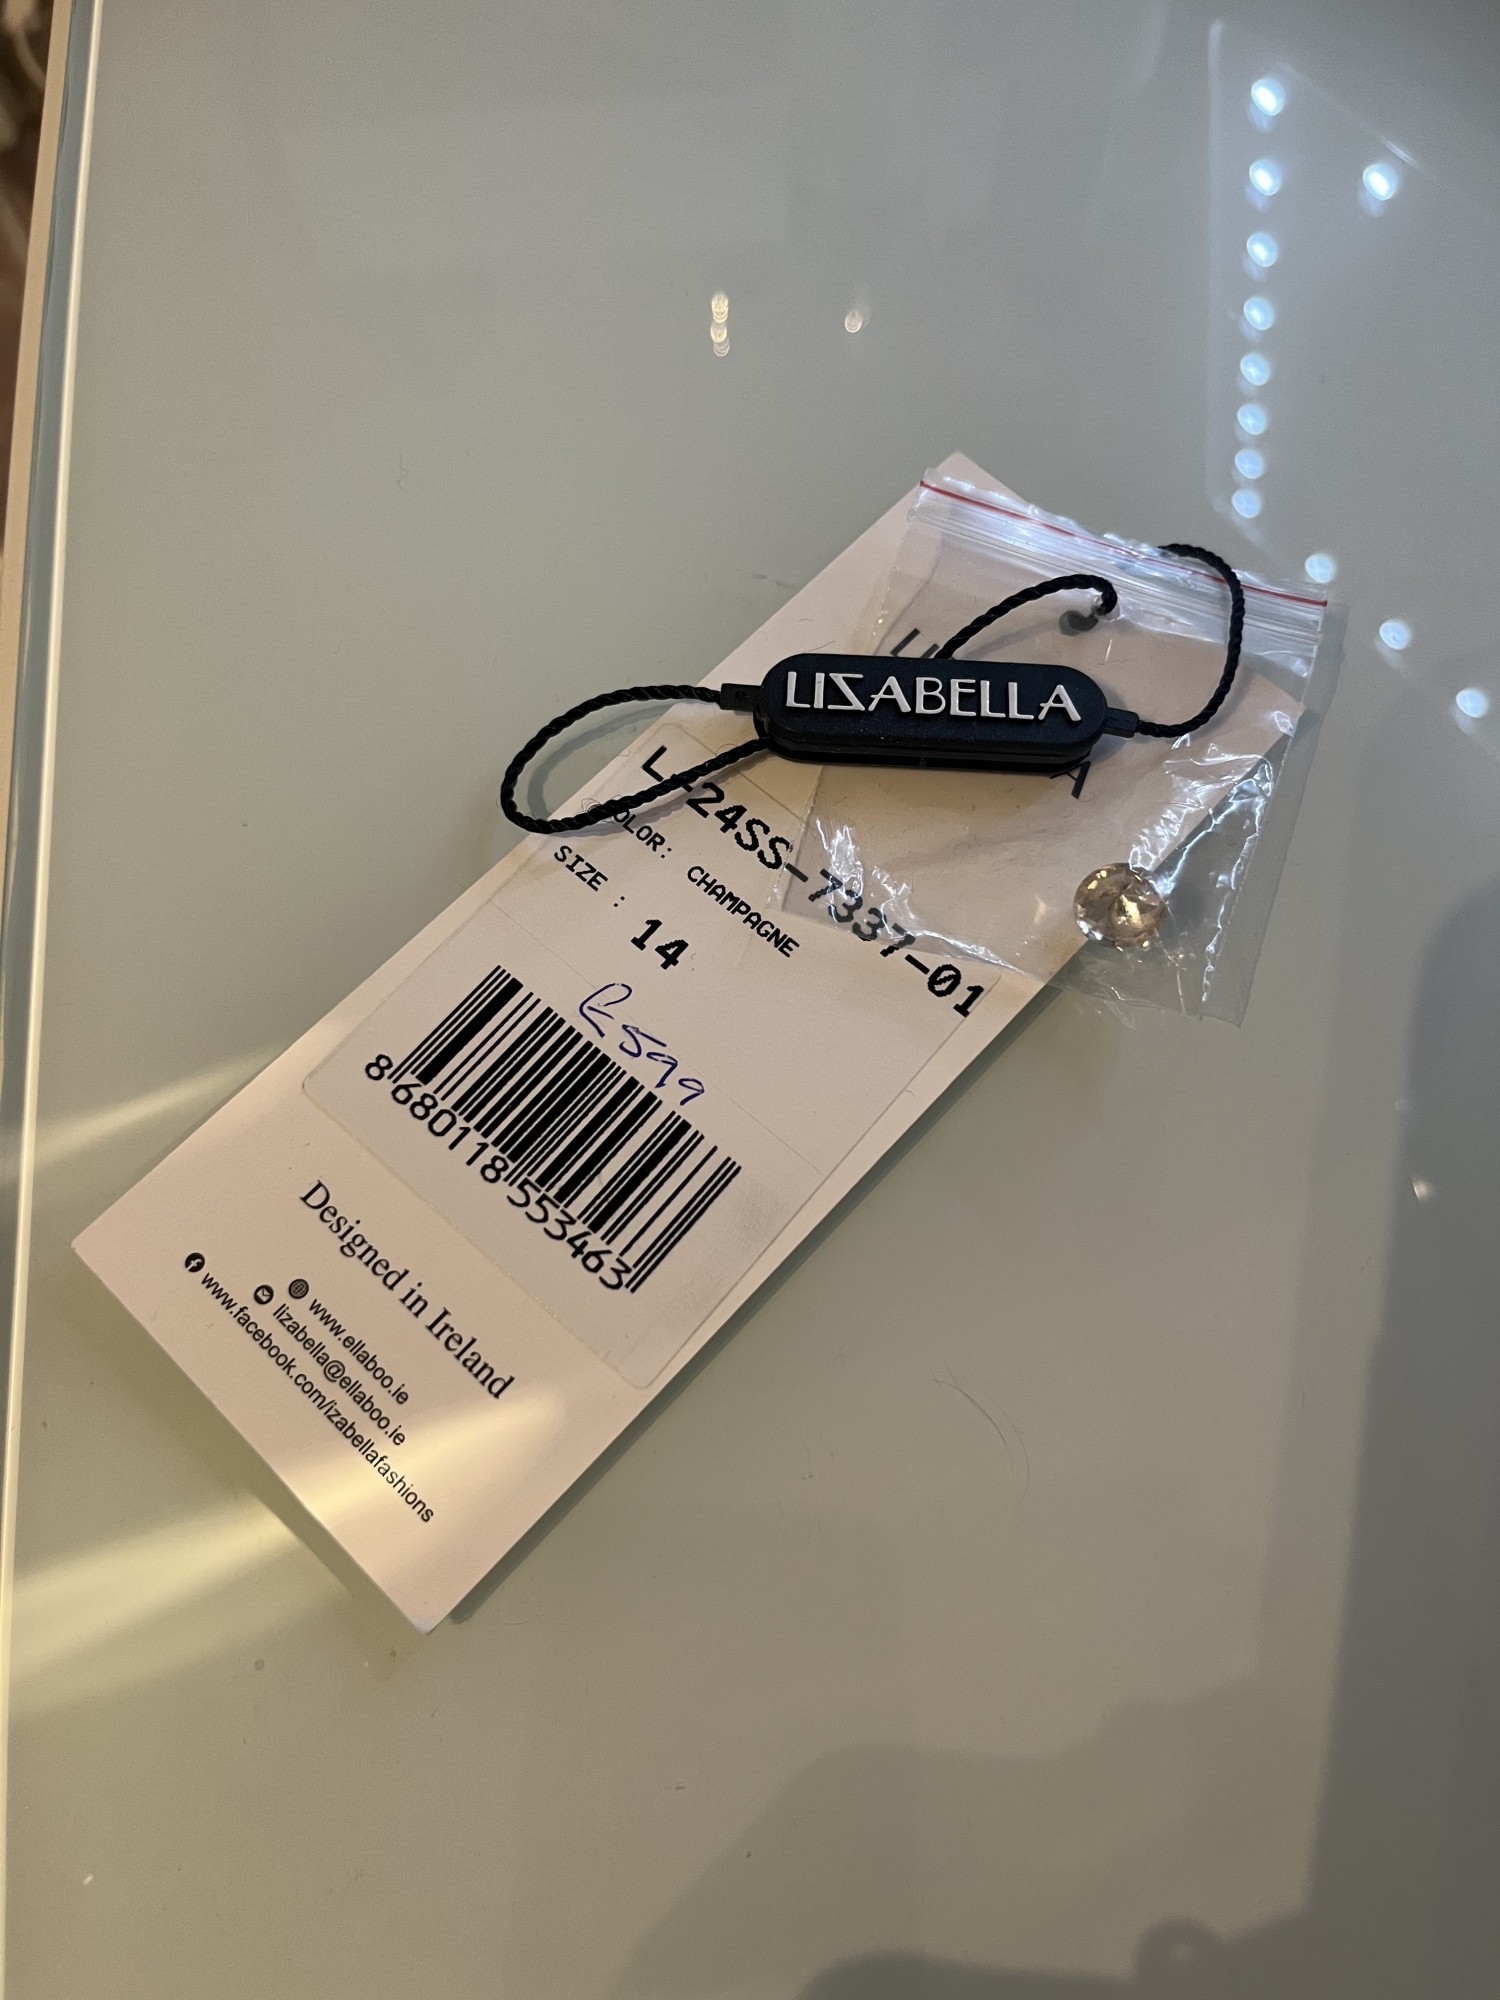 LIZABELLA
L-24SS-7337-01
COLOR: CHAMPAGNE
SIZE : 14
€599
8 680118 553463
Designed in Ireland
www.ellaboo.ie
lizabella@ellaboo.ie
www.facebook.com/izabellafashions